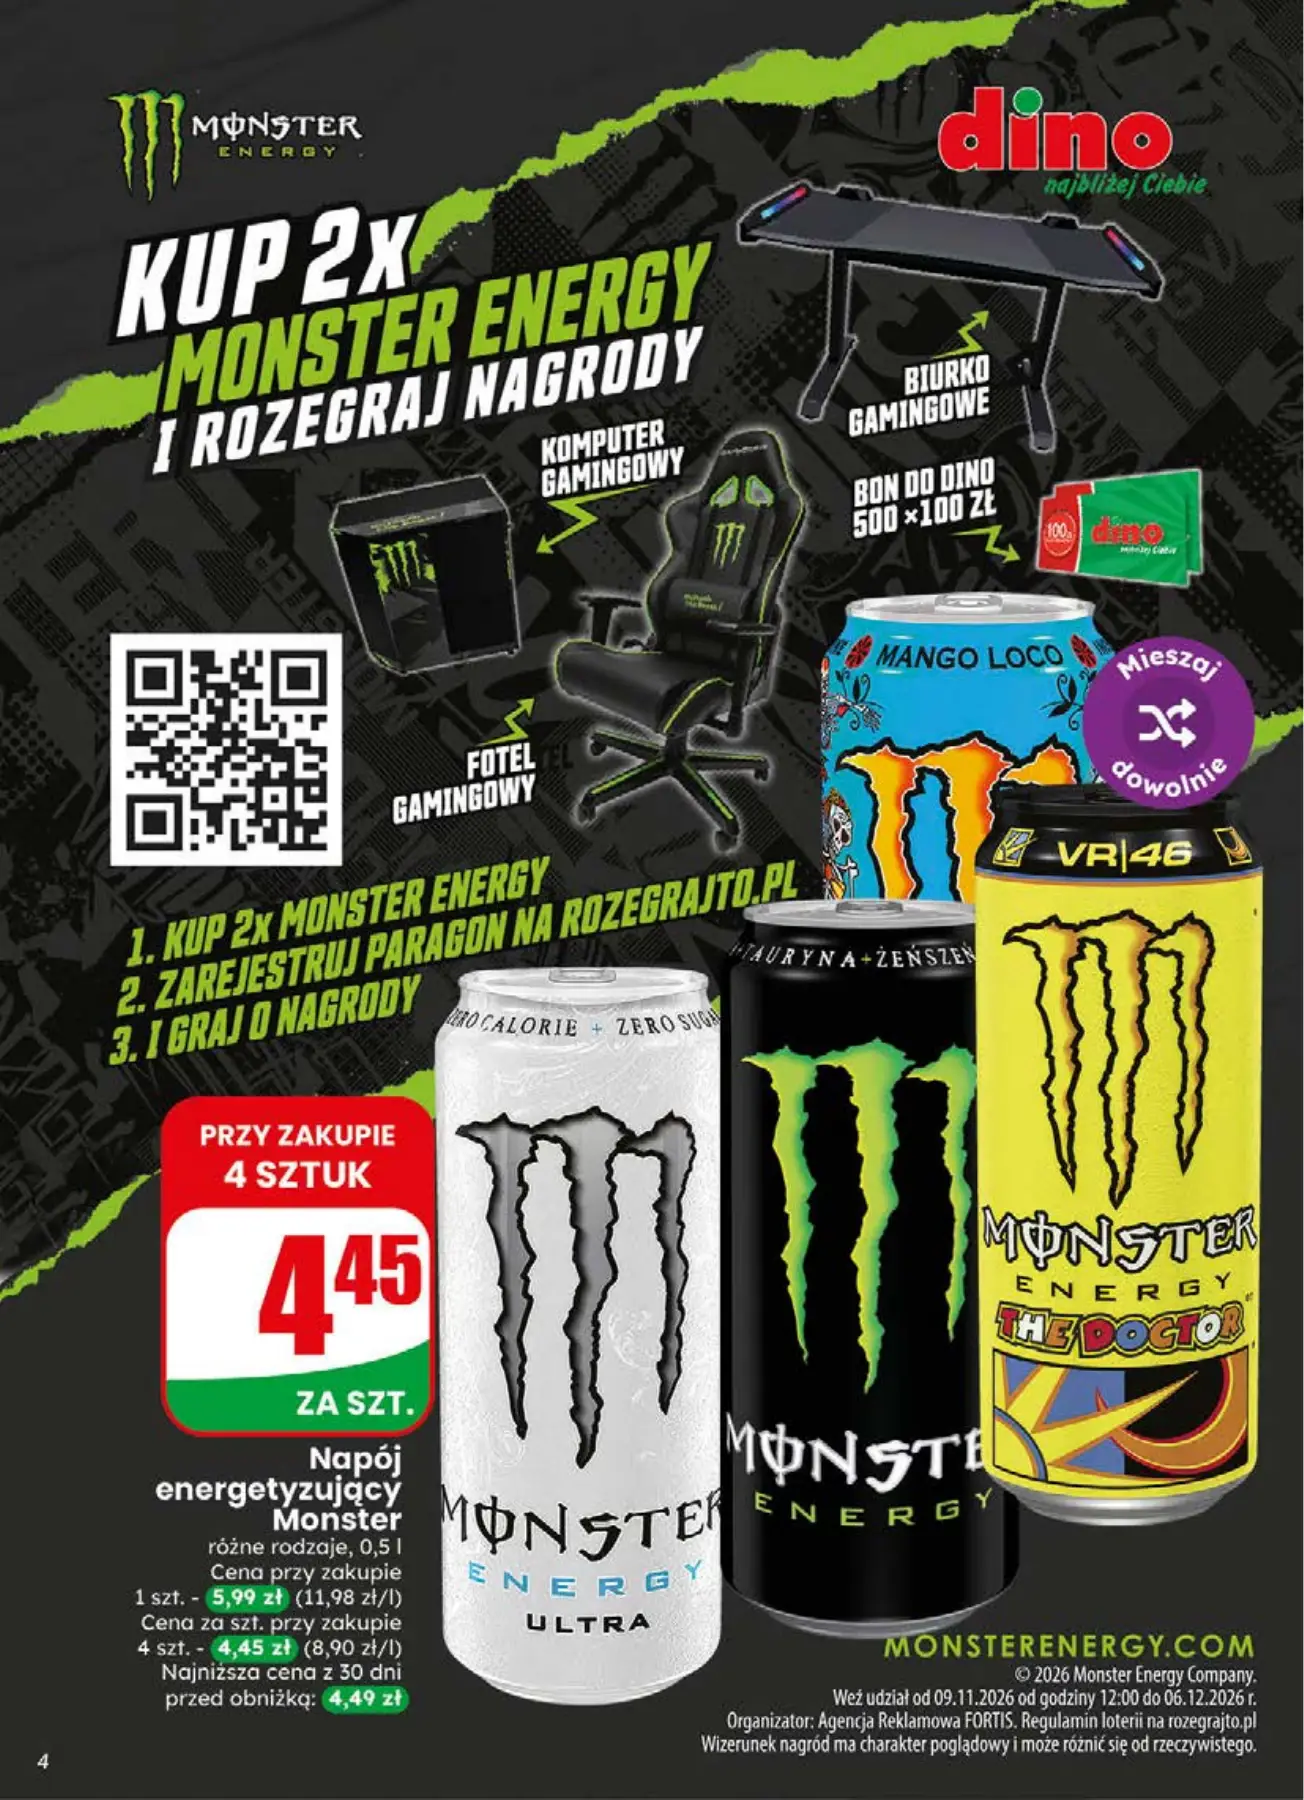 MONSTER
ENERGY
dino
najbliżej Ciebie
KUP 2x
MONSTER ENERGY
I ROZEGRAJ NAGRODY
BIURKO
GAMINGOWE
KOMPUTER
GAMINGOWY
BON DO DINO
500 x100 ZŁ
100
dino
najbliżej Ciebie
FOTEL
GAMINGOWY
MANGO LOCO
Mieszaj
dowolnie
VR|46
1. KUP 2x MONSTER ENERGY
2. ZAREJESTRUJ PARAGON NA ROZEGRAJTO.PL
3. I GRAJ O NAGRODY
+TAURYNA+ŻEŃSZEŃ
ZERO CALORIE + ZERO SUGA
PRZY ZAKUPIE
4 SZTUK
4 45
ZA SZT.
MONSTER
ENERGY
THE DOCTOR
MONSTE
ENERGY
MONSTER
ENERGY
ULTRA
Napój
energetyzujący
Monster
różne rodzaje, 0,5 l
Cena przy zakupie
1 szt. - 5,99 zł (11,98 zł/l)
Cena za szt. przy zakupie
4 szt. - 4,45 zł (8,90 zł/l)
Najniższa cena z 30 dni
przed obniżką: 4,49 zł
MONSTERENERGY.COM
© 2026 Monster Energy Company.
Weź udział od 09.11.2026 od godziny 12:00 do 06.12.2026 r.
Organizator: Agencja Reklamowa FORTIS. Regulamin loterii na rozegrajto.pl
Wizerunek nagród ma charakter poglądowy i może różnić się od rzeczywistego.
4